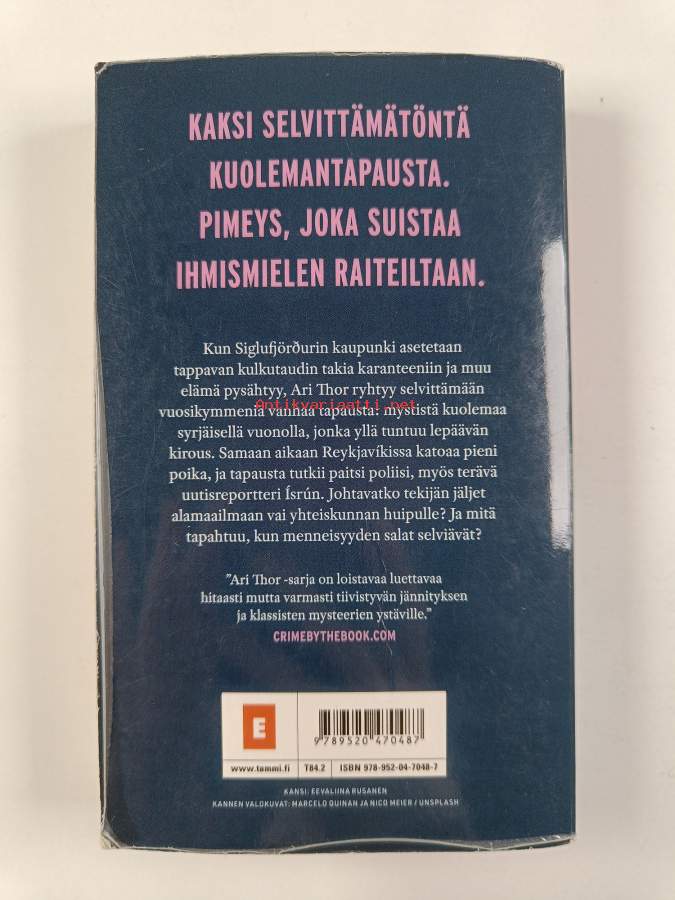 KAKSI SELVITTÄMÄTÖNTÄ
KUOLEMANTAPAUSTA.
PIMEYS, JOKA SUISTAA
IHMISMIELEN RAITEILTAAN.
Kun Siglufjörðurin kaupunki asetetaan
tappavan kulkutaudin takia karanteeniin ja muu
elämä pysähtyy, Ari Thor ryhtyy selvittämään
vuosikymmeniä vanhaa tapausta: mystistä kuolemaa
Antikvariaatti.net
syrjäisellä vuonolla, jonka yllä tuntuu lepäävän
kirous. Samaan aikaan Reykjavíkissa katoaa pieni
poika, ja tapausta tutkii paitsi poliisi, myös terävä
uutisreportteri Ísrún. Johtavatko tekijän jäljet
alamaailmaan vai yhteiskunnan huipulle? Ja mitä
tapahtuu, kun menneisyyden salat selviävät?
”Ari Thor -sarja on loistavaa luettavaa
hitaasti mutta varmasti tiivistyvän jännityksen
ja klassisten mysteerien ystäville.”
CRIMEBYTHEBOOK.COM
E
9 789520 470487
www.tammi.fi
T84.2
ISBN 978-952-04-7048-7
KANSI: EEVALIINA RUSANEN
KANNEN VALOKUVAT: MARCELO QUINAN JA NICO MEIER / UNSPLASH